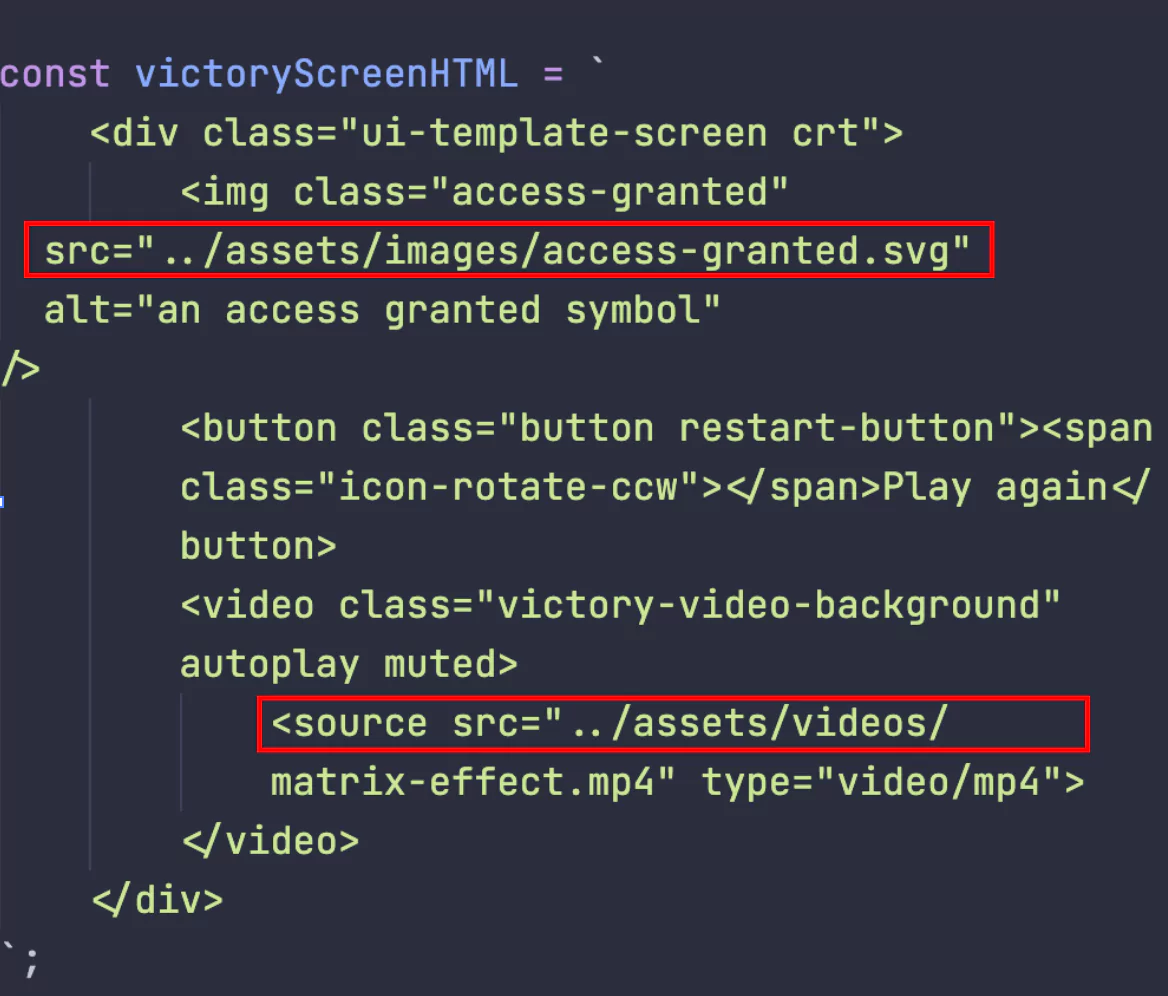 const victoryScreenHTML = `
<div class="ui-template-screen crt">
<img class="access-granted"
src="../assets/images/access-granted.svg"
alt="an access granted symbol"
/>
<button class="button restart-button"><span
class="icon-rotate-ccw"></span>Play again</
button>
<video class="victory-video-background"
autoplay muted>
<source src="../assets/videos/
matrix-effect.mp4" type="video/mp4">
</video>
</div>
`;